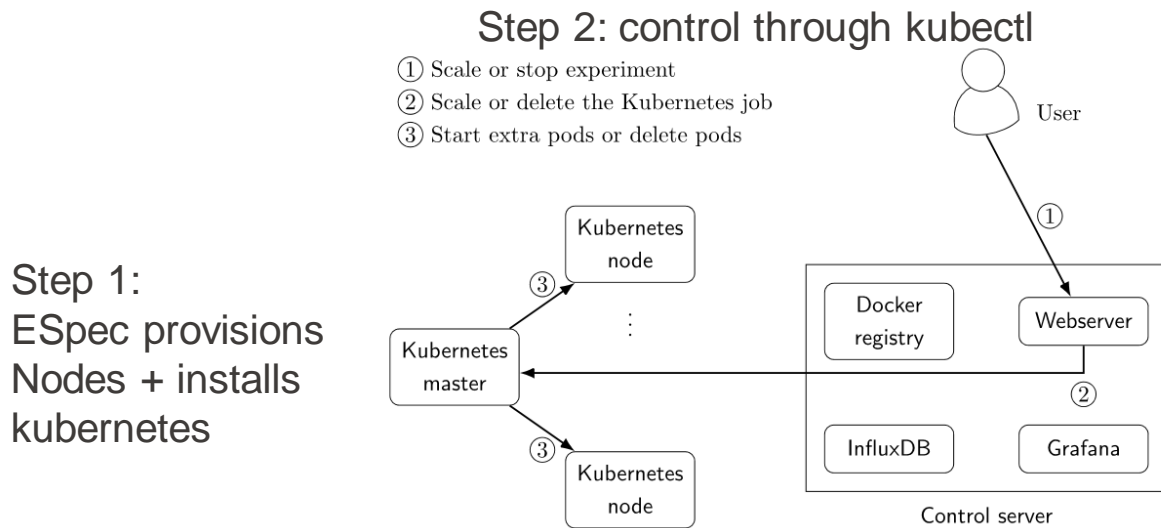 Step 2: control through kubectl
① Scale or stop experiment
② Scale or delete the Kubernetes job
③ Start extra pods or delete pods
User
①
Step 1:
ESpec provisions
Nodes + installs
kubernetes
Kubernetes
node
③
⋮
Kubernetes
master
③
Kubernetes
node
Docker
registry
Webserver
②
InfluxDB
Grafana
Control server